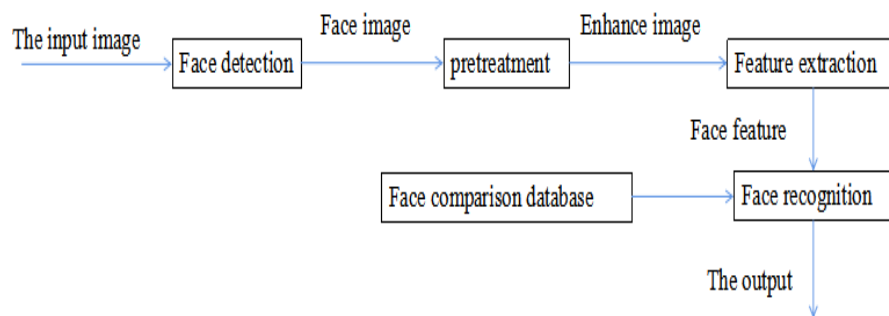 The input image
Face detection
Face image
pretreatment
Enhance image
Feature extraction
Face feature
Face comparison database
Face recognition
The output